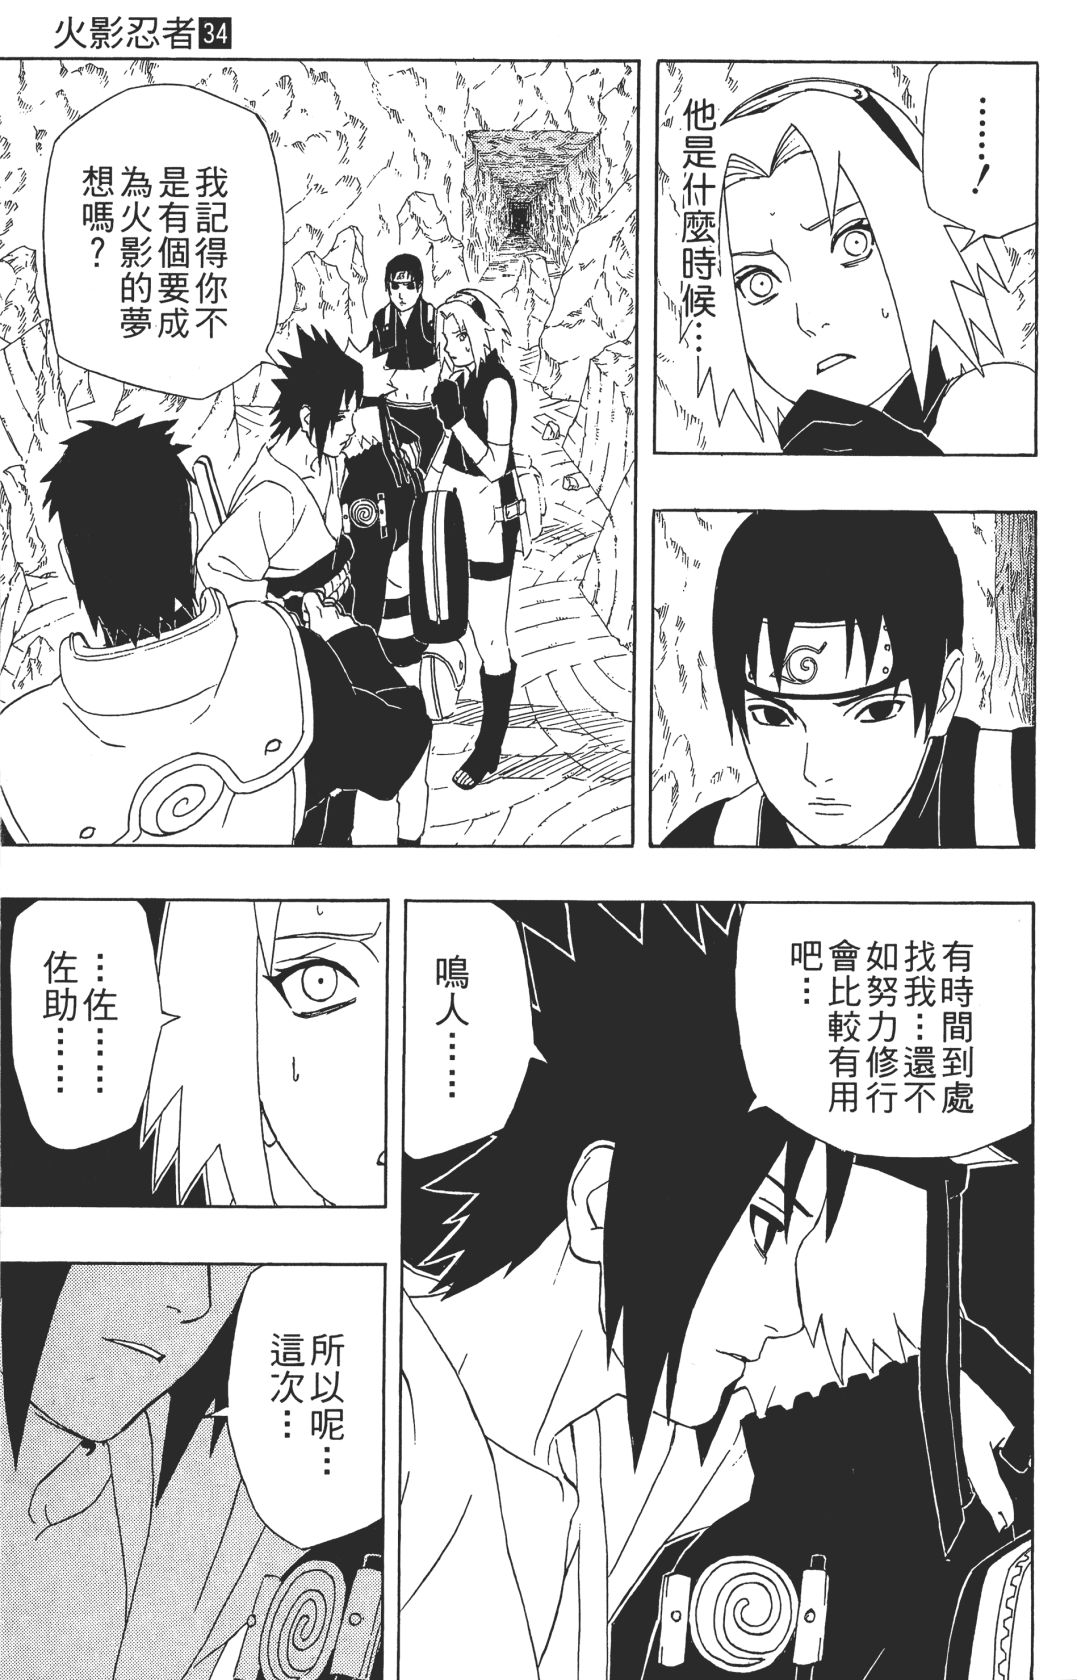 火影忍者34
……！
他是什麼時候…
我記得你不
是有個要成
為火影的夢
想嗎？
有時間到處
找我…還不
如努力修行
會比較有用
吧…
鳴人……
…佐……
佐助……
所以呢…
這次…